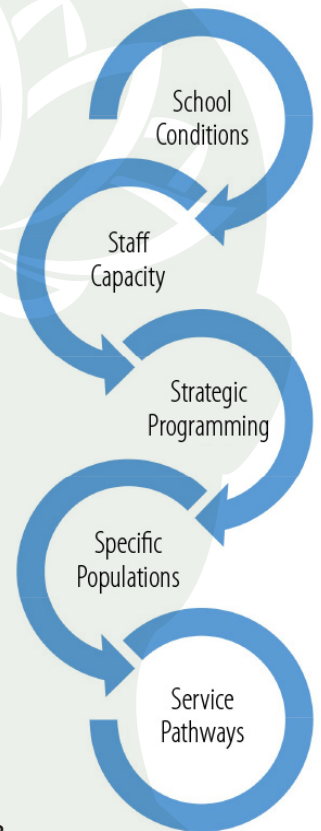 School
Conditions
Staff
Capacity
Strategic
Programming
Specific
Populations
Service
Pathways